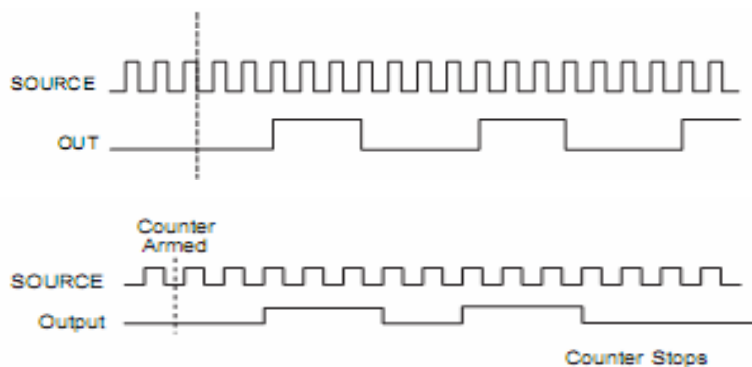 SOURCE
OUT
Counter
Armed
SOURCE
Output
Counter Stops